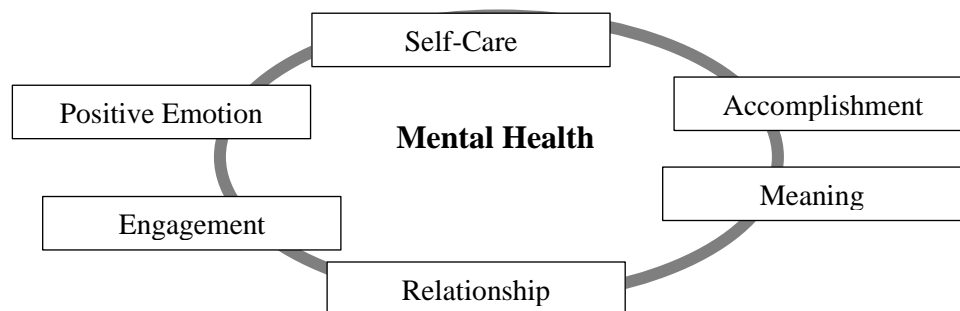 Self-Care
Positive Emotion
Accomplishment
Mental Health
Engagement
Meaning
Relationship